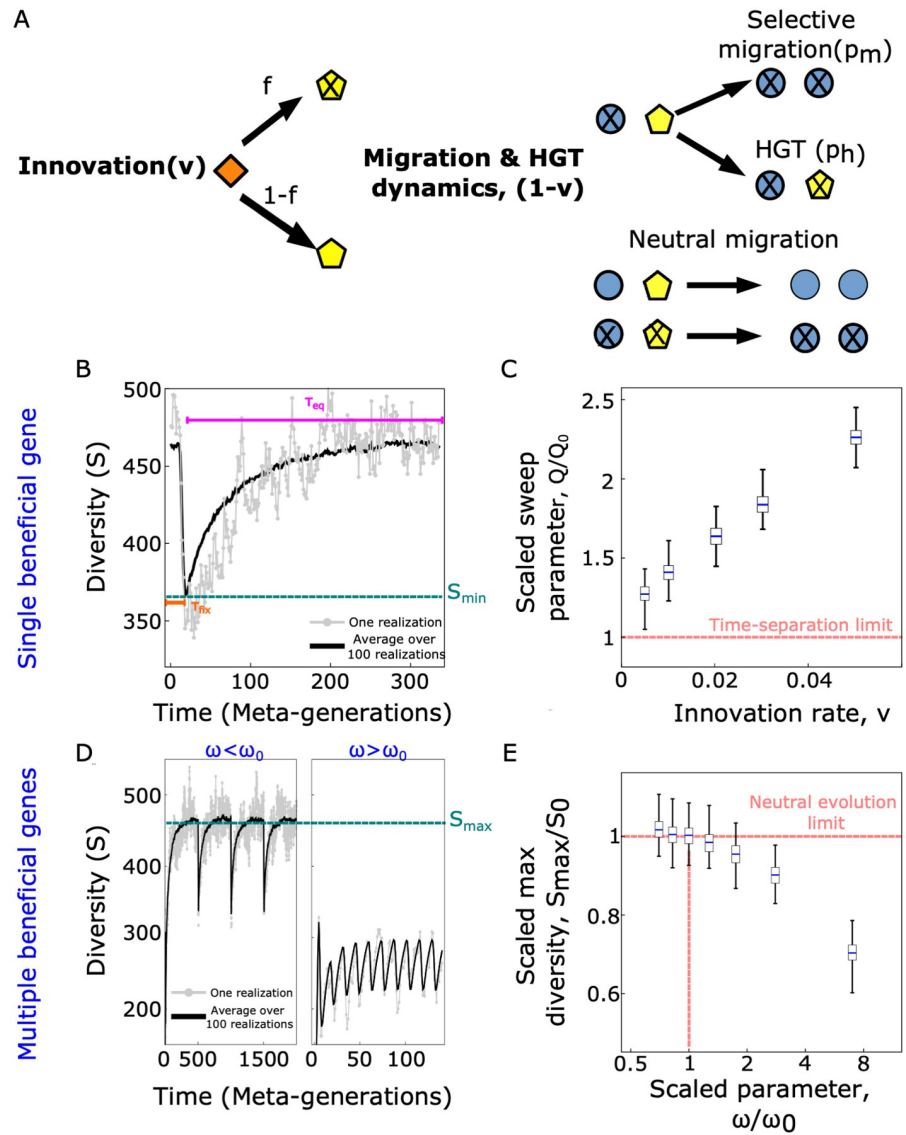 A
Innovation(v)
f
1-f
Migration & HGT
dynamics, (1-v)
Selective
migration(pm)
HGT (ph)
Neutral migration
Single beneficial gene
B
500
450
400
350
Diversity (S)
Teq
Tfix
Smin
One realization
Average over
100 realizations
0 100 200 300
Time (Meta-generations)
C
2.5
2
1.5
1
Scaled sweep
parameter, Q/Q0
Time-separation limit
0 0.02 0.04
Innovation rate, v
Multiple beneficial genes
D
ω<ω0 ω>ω0
500
400
300
200
Diversity (S)
Smax
One realization
Average over
100 realizations
0 500 1500 0 50 100
Time (Meta-generations)
E
1
0.8
0.6
Scaled max
diversity, Smax/S0
Neutral evolution
limit
0.5 1 2 4 8
Scaled parameter,
ω/ω0